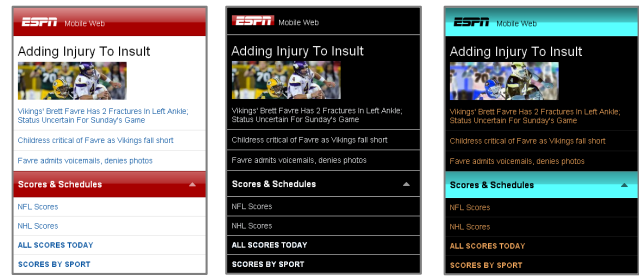 ESPN Mobile Web
Adding Injury To Insult
Vikings' Brett Favre Has 2 Fractures In Left Ankle;
Status Uncertain For Sunday's Game
Childress critical of Favre as Vikings fall short
Favre admits voicemails, denies photos
Scores & Schedules
NFL Scores
NHL Scores
ALL SCORES TODAY
SCORES BY SPORT
ESPN Mobile Web
Adding Injury To Insult
Vikings' Brett Favre Has 2 Fractures In Left Ankle;
Status Uncertain For Sunday's Game
Childress critical of Favre as Vikings fall short
Favre admits voicemails, denies photos
Scores & Schedules
NFL Scores
NHL Scores
ALL SCORES TODAY
SCORES BY SPORT
ESPN Mobile Web
Adding Injury To Insult
Vikings' Brett Favre Has 2 Fractures In Left Ankle;
Status Uncertain For Sunday's Game
Childress critical of Favre as Vikings fall short
Favre admits voicemails, denies photos
Scores & Schedules
NFL Scores
NHL Scores
ALL SCORES TODAY
SCORES BY SPORT